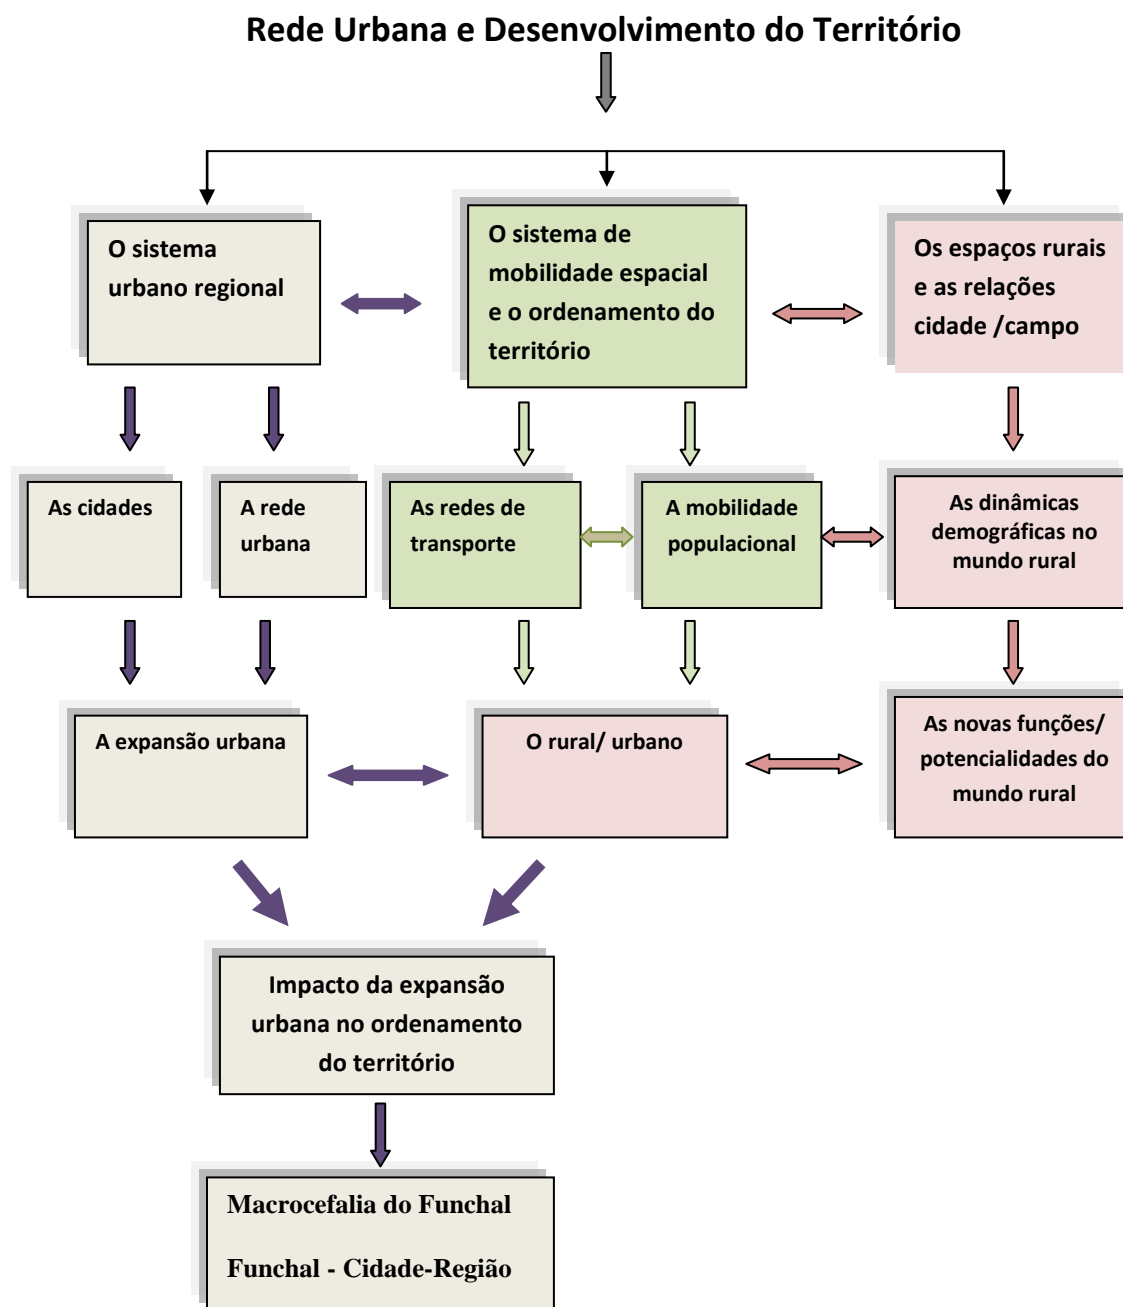 Rede Urbana e Desenvolvimento do Território
O sistema
urbano regional
O sistema de
mobilidade espacial
e o ordenamento do
território
Os espaços rurais
e as relações
cidade /campo
As cidades
A rede
urbana
As redes de
transporte
A mobilidade
populacional
As dinâmicas
demográficas no
mundo rural
A expansão urbana
O rural/ urbano
As novas funções/
potencialidades do
mundo rural
Impacto da expansão
urbana no ordenamento
do território
Macrocefalia do Funchal
Funchal - Cidade-Região